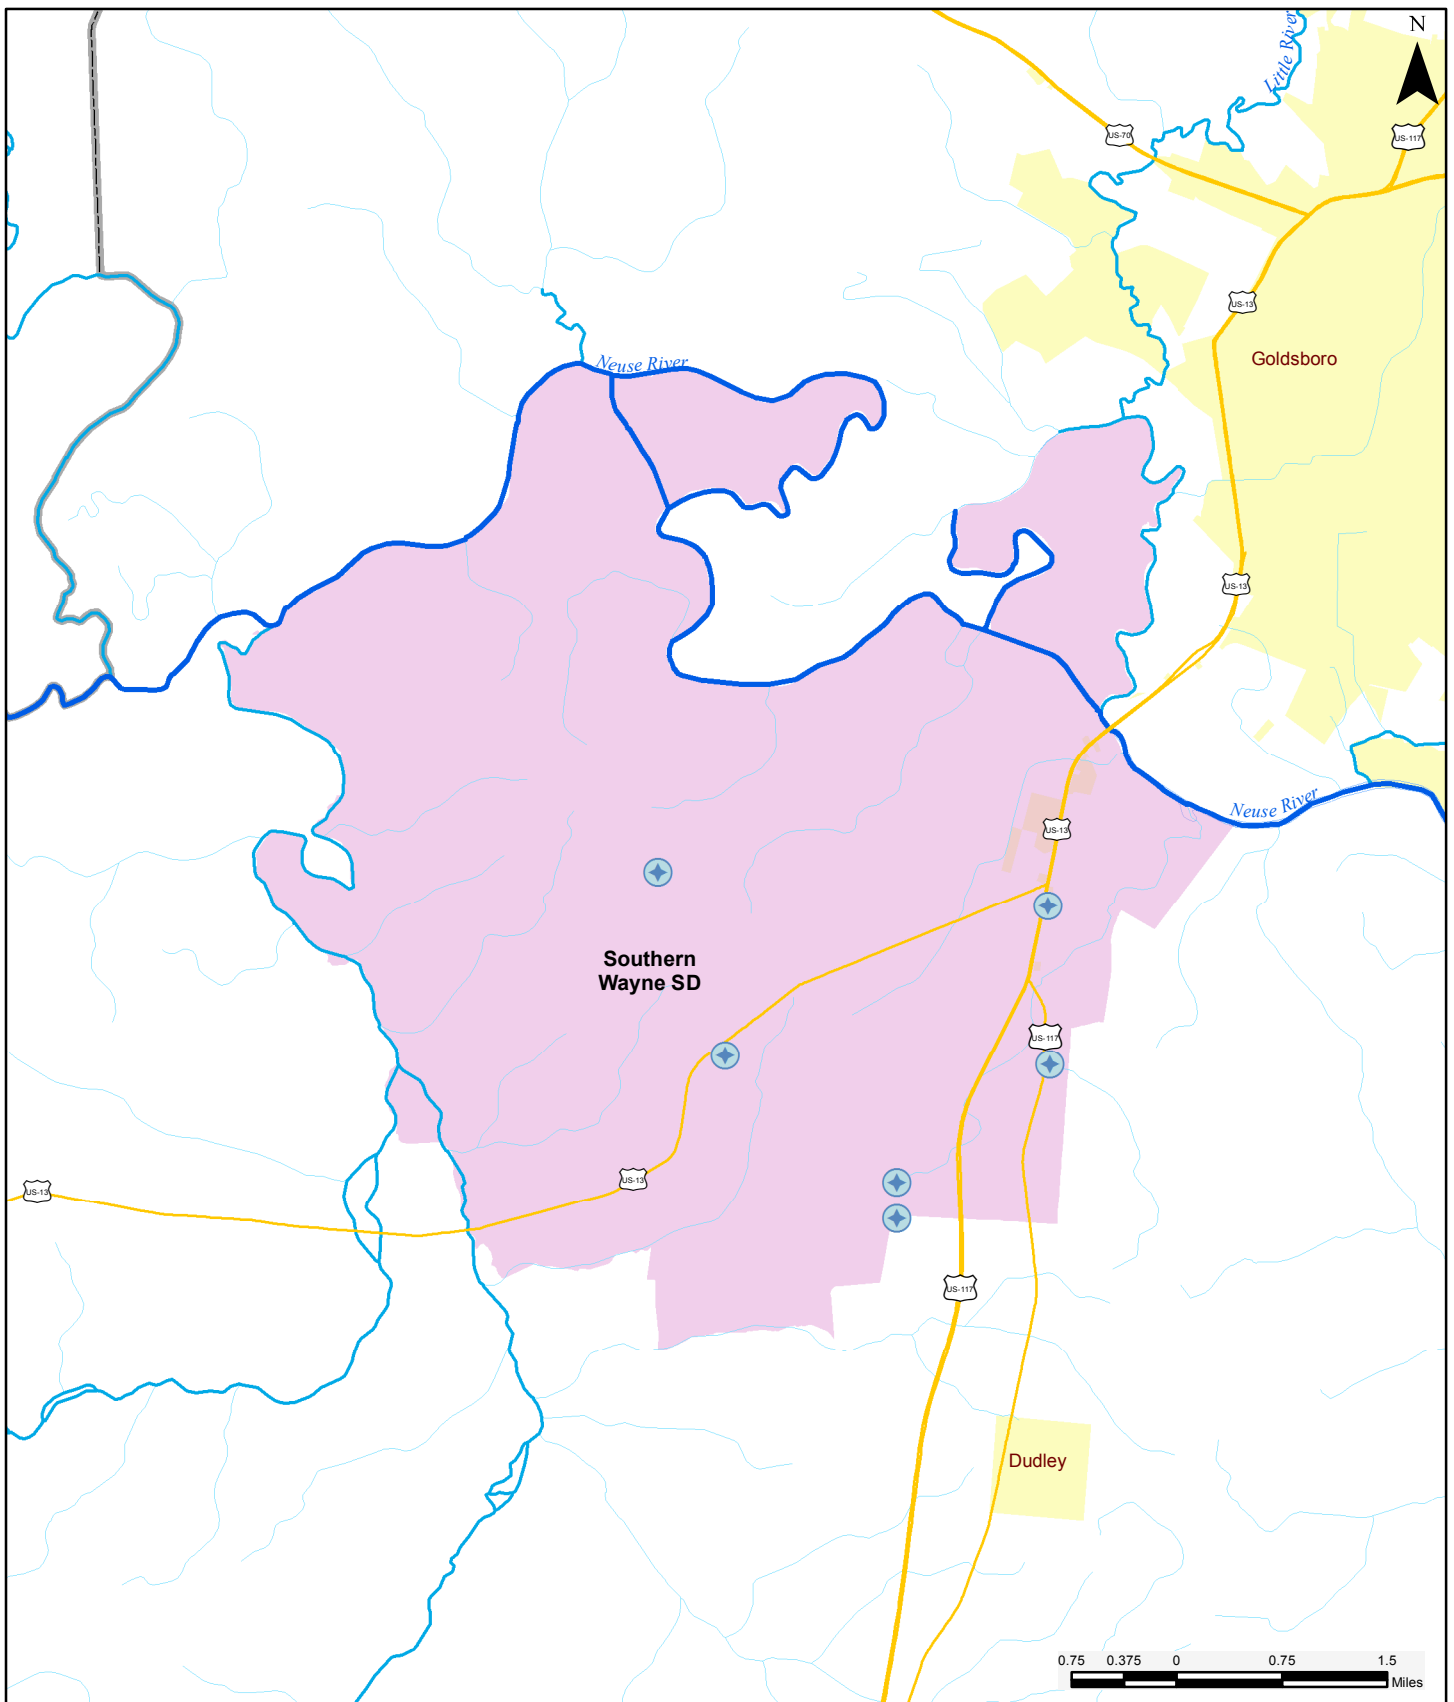 N
Little River
US-70
US-117
US-13
Goldsboro
Neuse River
US-13
Neuse River
US-13
Southern
Wayne SD
US-117
US-13
US-13
US-117
Dudley
0.75 0.375 0 0.75 1.5
Miles